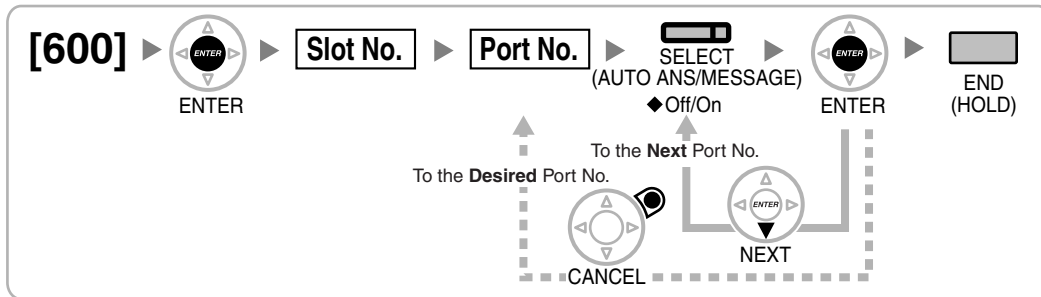 [600]
ENTER
ENTER
Slot No.
Port No.
SELECT
(AUTO ANS/MESSAGE)
◆Off/On
ENTER
ENTER
END
(HOLD)
To the Next Port No.
To the Desired Port No.
ENTER
NEXT
CANCEL